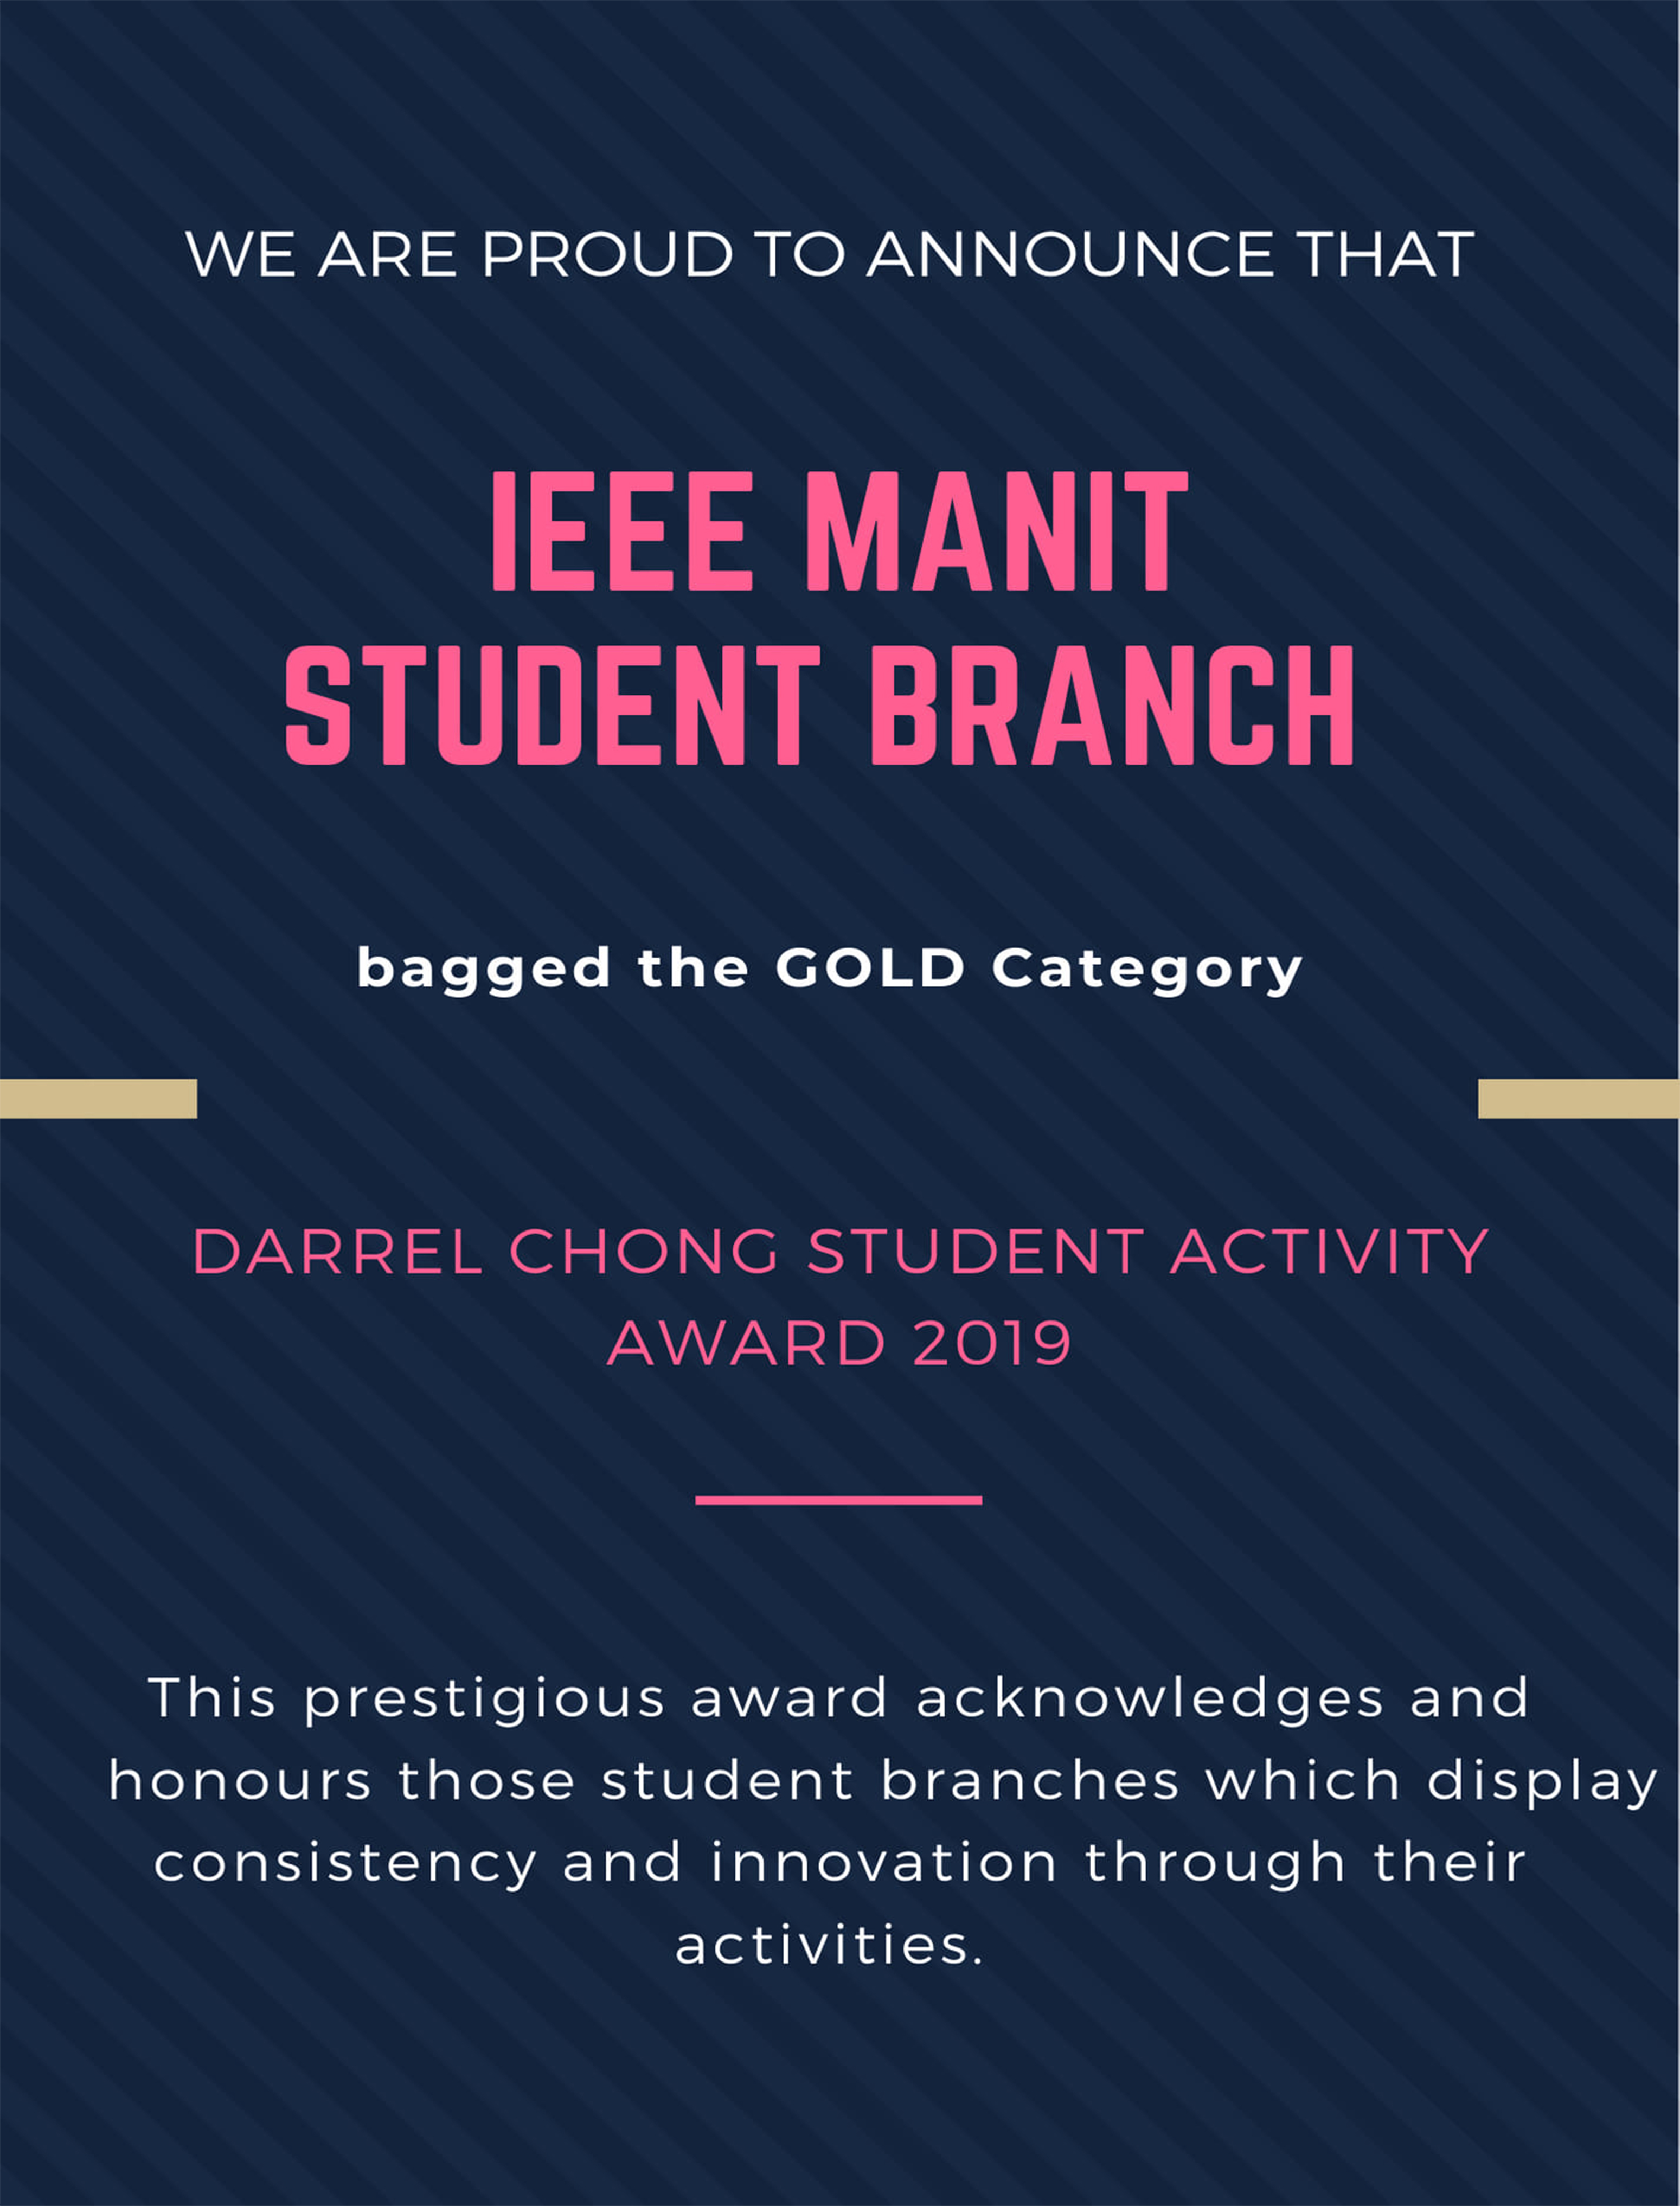 WE ARE PROUD TO ANNOUNCE THAT
IEEE MANIT
STUDENT BRANCH
bagged the GOLD Category
DARREL CHONG STUDENT ACTIVITY
AWARD 2019
This prestigious award acknowledges and
honours those student branches which display
consistency and innovation through their
activities.